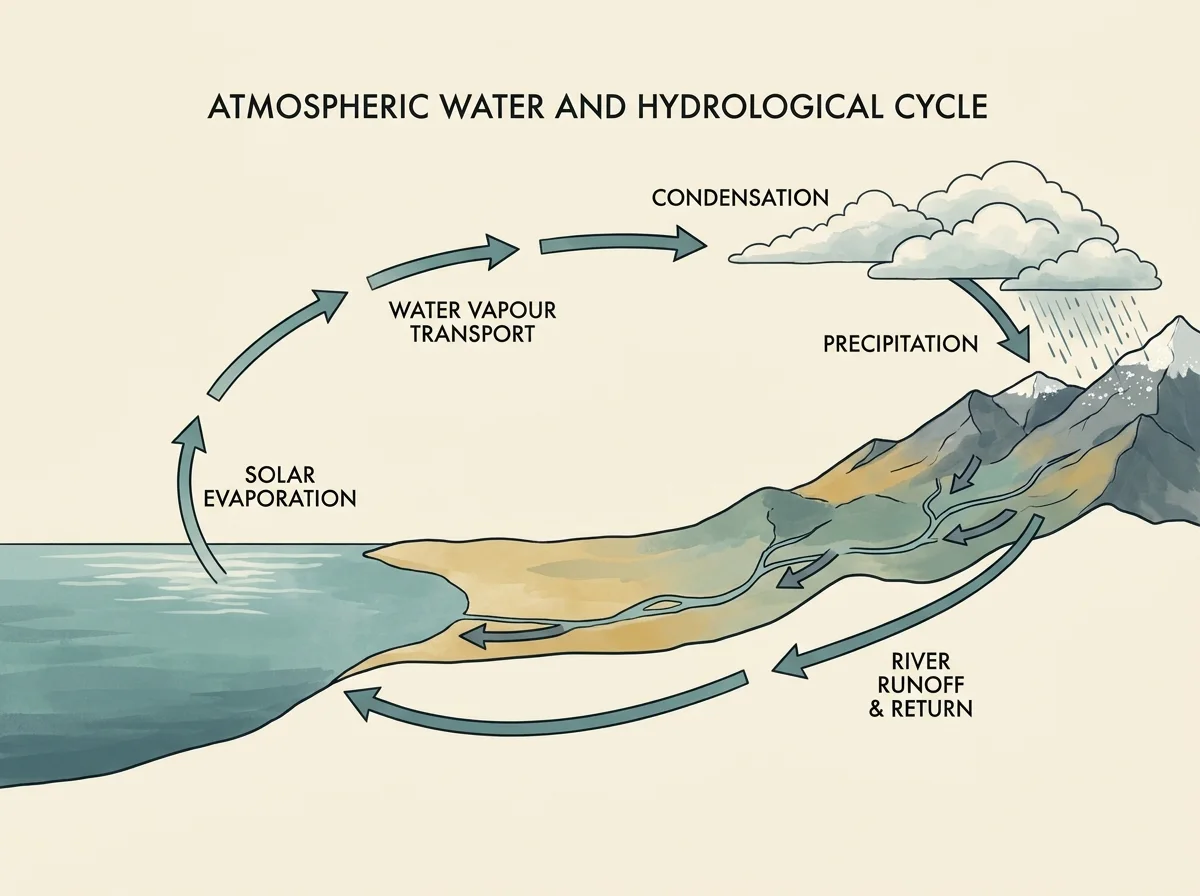 ATMOSPHERIC WATER AND HYDROLOGICAL CYCLE
CONDENSATION
WATER VAPOUR
TRANSPORT
PRECIPITATION
SOLAR
EVAPORATION
RIVER
RUNOFF
& RETURN